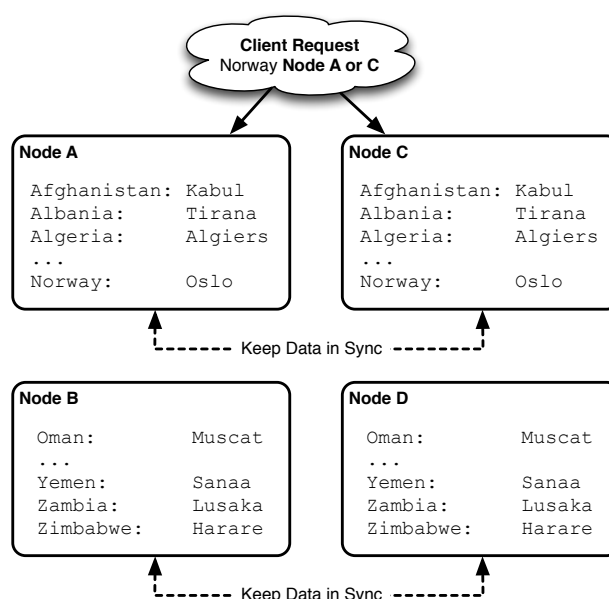 Client Request
Norway Node A or C
Node A
Afghanistan: Kabul
Albania: Tirana
Algeria: Algiers
...
Norway: Oslo
Node C
Afghanistan: Kabul
Albania: Tirana
Algeria: Algiers
...
Norway: Oslo
Keep Data in Sync
Node B
Oman: Muscat
...
Yemen: Sanaa
Zambia: Lusaka
Zimbabwe: Harare
Node D
Oman: Muscat
...
Yemen: Sanaa
Zambia: Lusaka
Zimbabwe: Harare
Keep Data in Sync